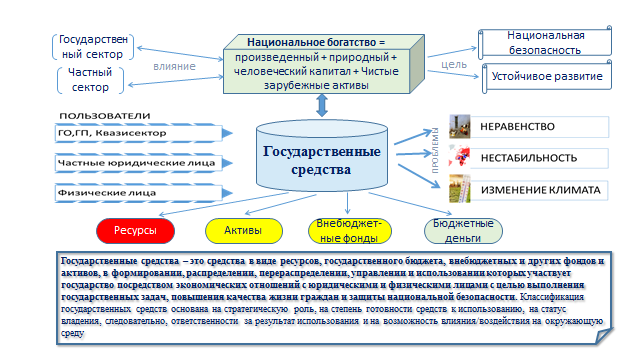 Государствен
ный сектор
Частный
сектор
влияние
Национальное богатство =
произведенный + природный +
человеческий капитал + Чистые
зарубежные активы
цель
Национальная
безопасность
Устойчивое развитие
ПОЛЬЗОВАТЕЛИ
ГО,ГП, Квазисектор
Частные юридические лица
Физические лица
Государственные
средства
ПРОБЛЕМЫ
НЕРАВЕНСТВО
НЕСТАБИЛЬНОСТЬ
ИЗМЕНЕНИЕ КЛИМАТА
Ресурсы
Активы
Внебюджет-
ные фонды
Бюджетные
деньги
Государственные средства – это средства в виде ресурсов, государственного бюджета, внебюджетных и других фондов и
активов, в формировании, распределении, перераспределении, управлении и использовании которых участвует
государство посредством экономических отношений с юридическими и физическими лицами с целью выполнения
государственных задач, повышения качества жизни граждан и защиты национальной безопасности. Классификация
государственных средств основана на стратегическую роль, на степень готовности средств к использованию, на статус
владения, следовательно, ответственности за результат использования и на возможность влияния/воздействия на окружающую
среду